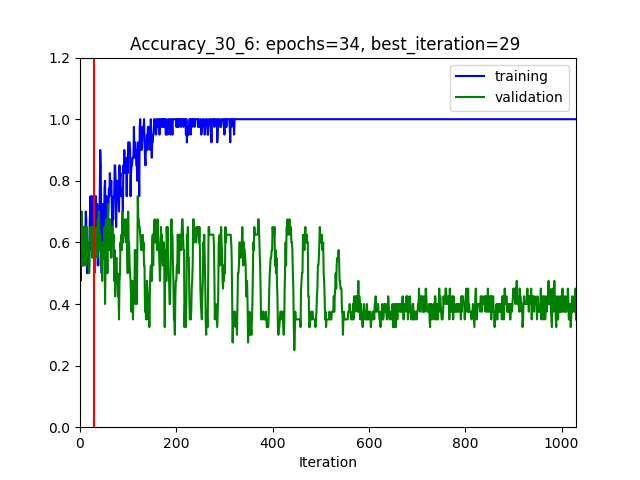 Accuracy_30_6: epochs=34, best_iteration=29
training
validation
1.2
1.0
0.8
0.6
0.4
0.2
0.0
0 200 400 600 800 1000
Iteration